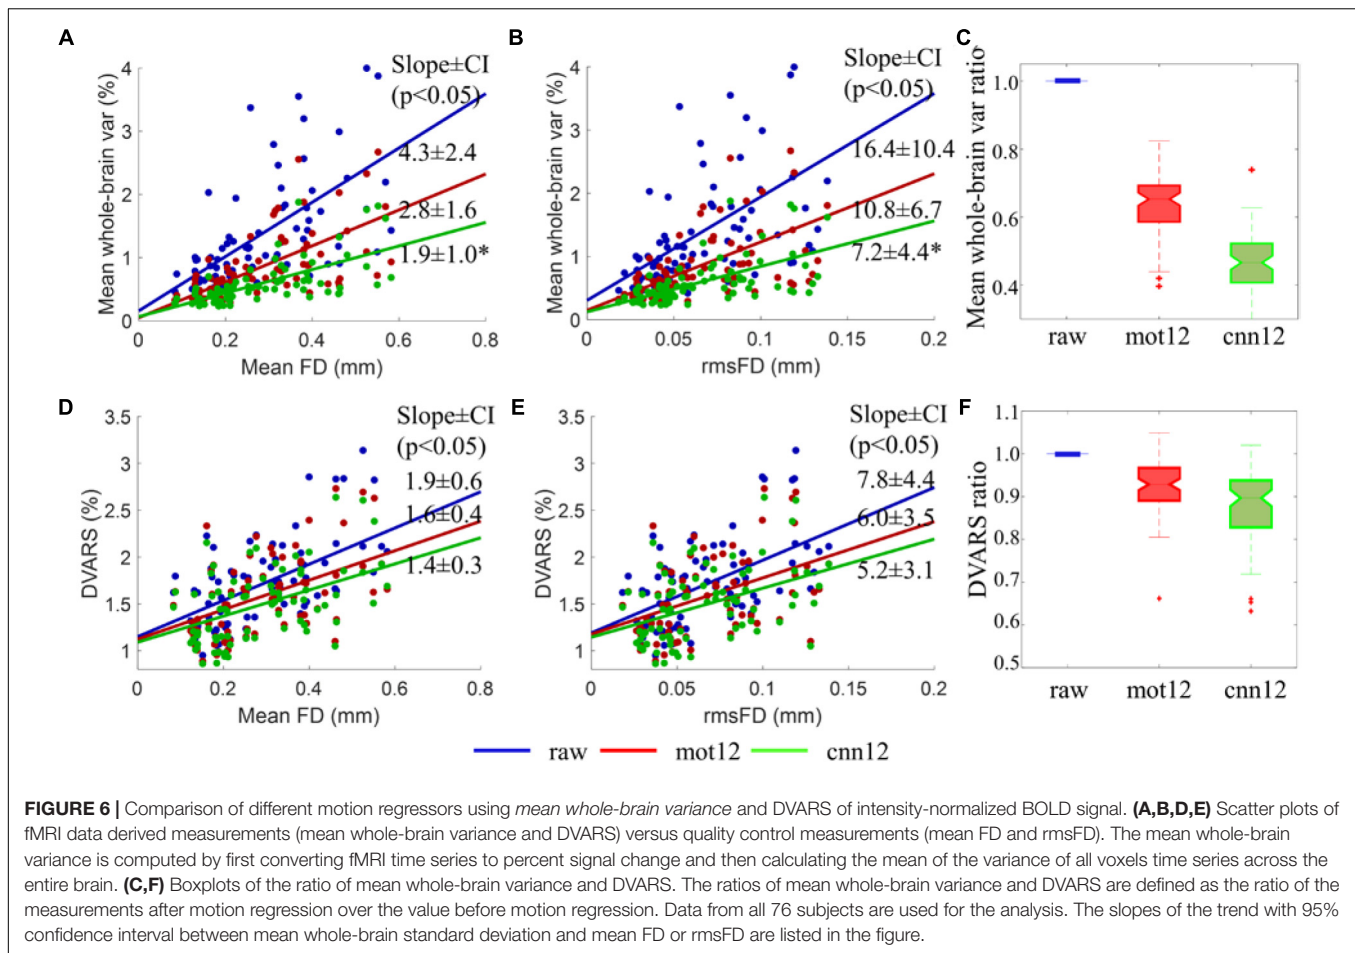 A
B
C
Slope±CI
(p<0.05)
4.3±2.4
2.8±1.6
1.9±1.0*
Mean whole-brain var (%)
4
3
2
1
0
0
0.2
0.4
0.6
0.8
Mean FD (mm)
Slope±CI
(p<0.05)
16.4±10.4
10.8±6.7
7.2±4.4*
Mean whole-brain var (%)
4
3
2
1
0
0
0.05
0.1
0.15
0.2
rmsFD (mm)
Mean whole-brain var ratio
1.0
0.8
0.6
0.4
raw
mot12
cnn12
D
E
F
Slope±CI
(p<0.05)
1.9±0.6
1.6±0.4
1.4±0.3
DVARS (%)
3.5
3
2.5
2
1.5
1
0
0.2
0.4
0.6
0.8
Mean FD (mm)
Slope±CI
(p<0.05)
7.8±4.4
6.0±3.5
5.2±3.1
DVARS (%)
3.5
3
2.5
2
1.5
1
0
0.05
0.1
0.15
0.2
rmsFD (mm)
DVARS ratio
1.1
1.0
0.9
0.8
0.7
0.6
0.5
raw
mot12
cnn12
raw
mot12
cnn12
FIGURE 6 | Comparison of different motion regressors using mean whole-brain variance and DVARS of intensity-normalized BOLD signal. (A,B,D,E) Scatter plots of
fMRI data derived measurements (mean whole-brain variance and DVARS) versus quality control measurements (mean FD and rmsFD). The mean whole-brain
variance is computed by first converting fMRI time series to percent signal change and then calculating the mean of the variance of all voxels time series across the
entire brain. (C,F) Boxplots of the ratio of mean whole-brain variance and DVARS. The ratios of mean whole-brain variance and DVARS are defined as the ratio of the
measurements after motion regression over the value before motion regression. Data from all 76 subjects are used for the analysis. The slopes of the trend with 95%
confidence interval between mean whole-brain standard deviation and mean FD or rmsFD are listed in the figure.